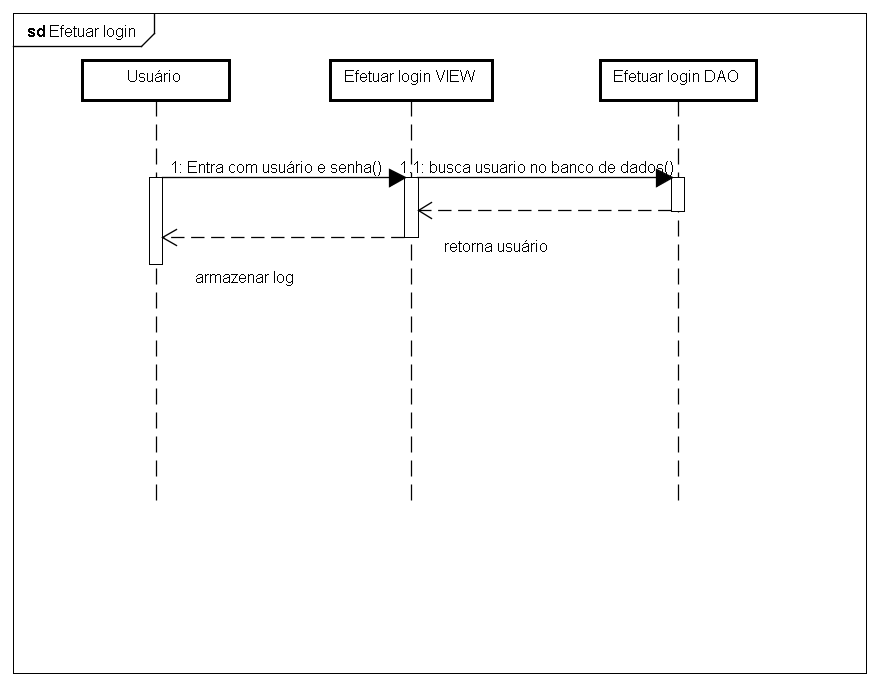 sd Efetuar login
Usuário
Efetuar login VIEW
Efetuar login DAO
1: Entra com usuário e senha()
1.1: busca usuario no banco de dados()
retorna usuário
armazenar log